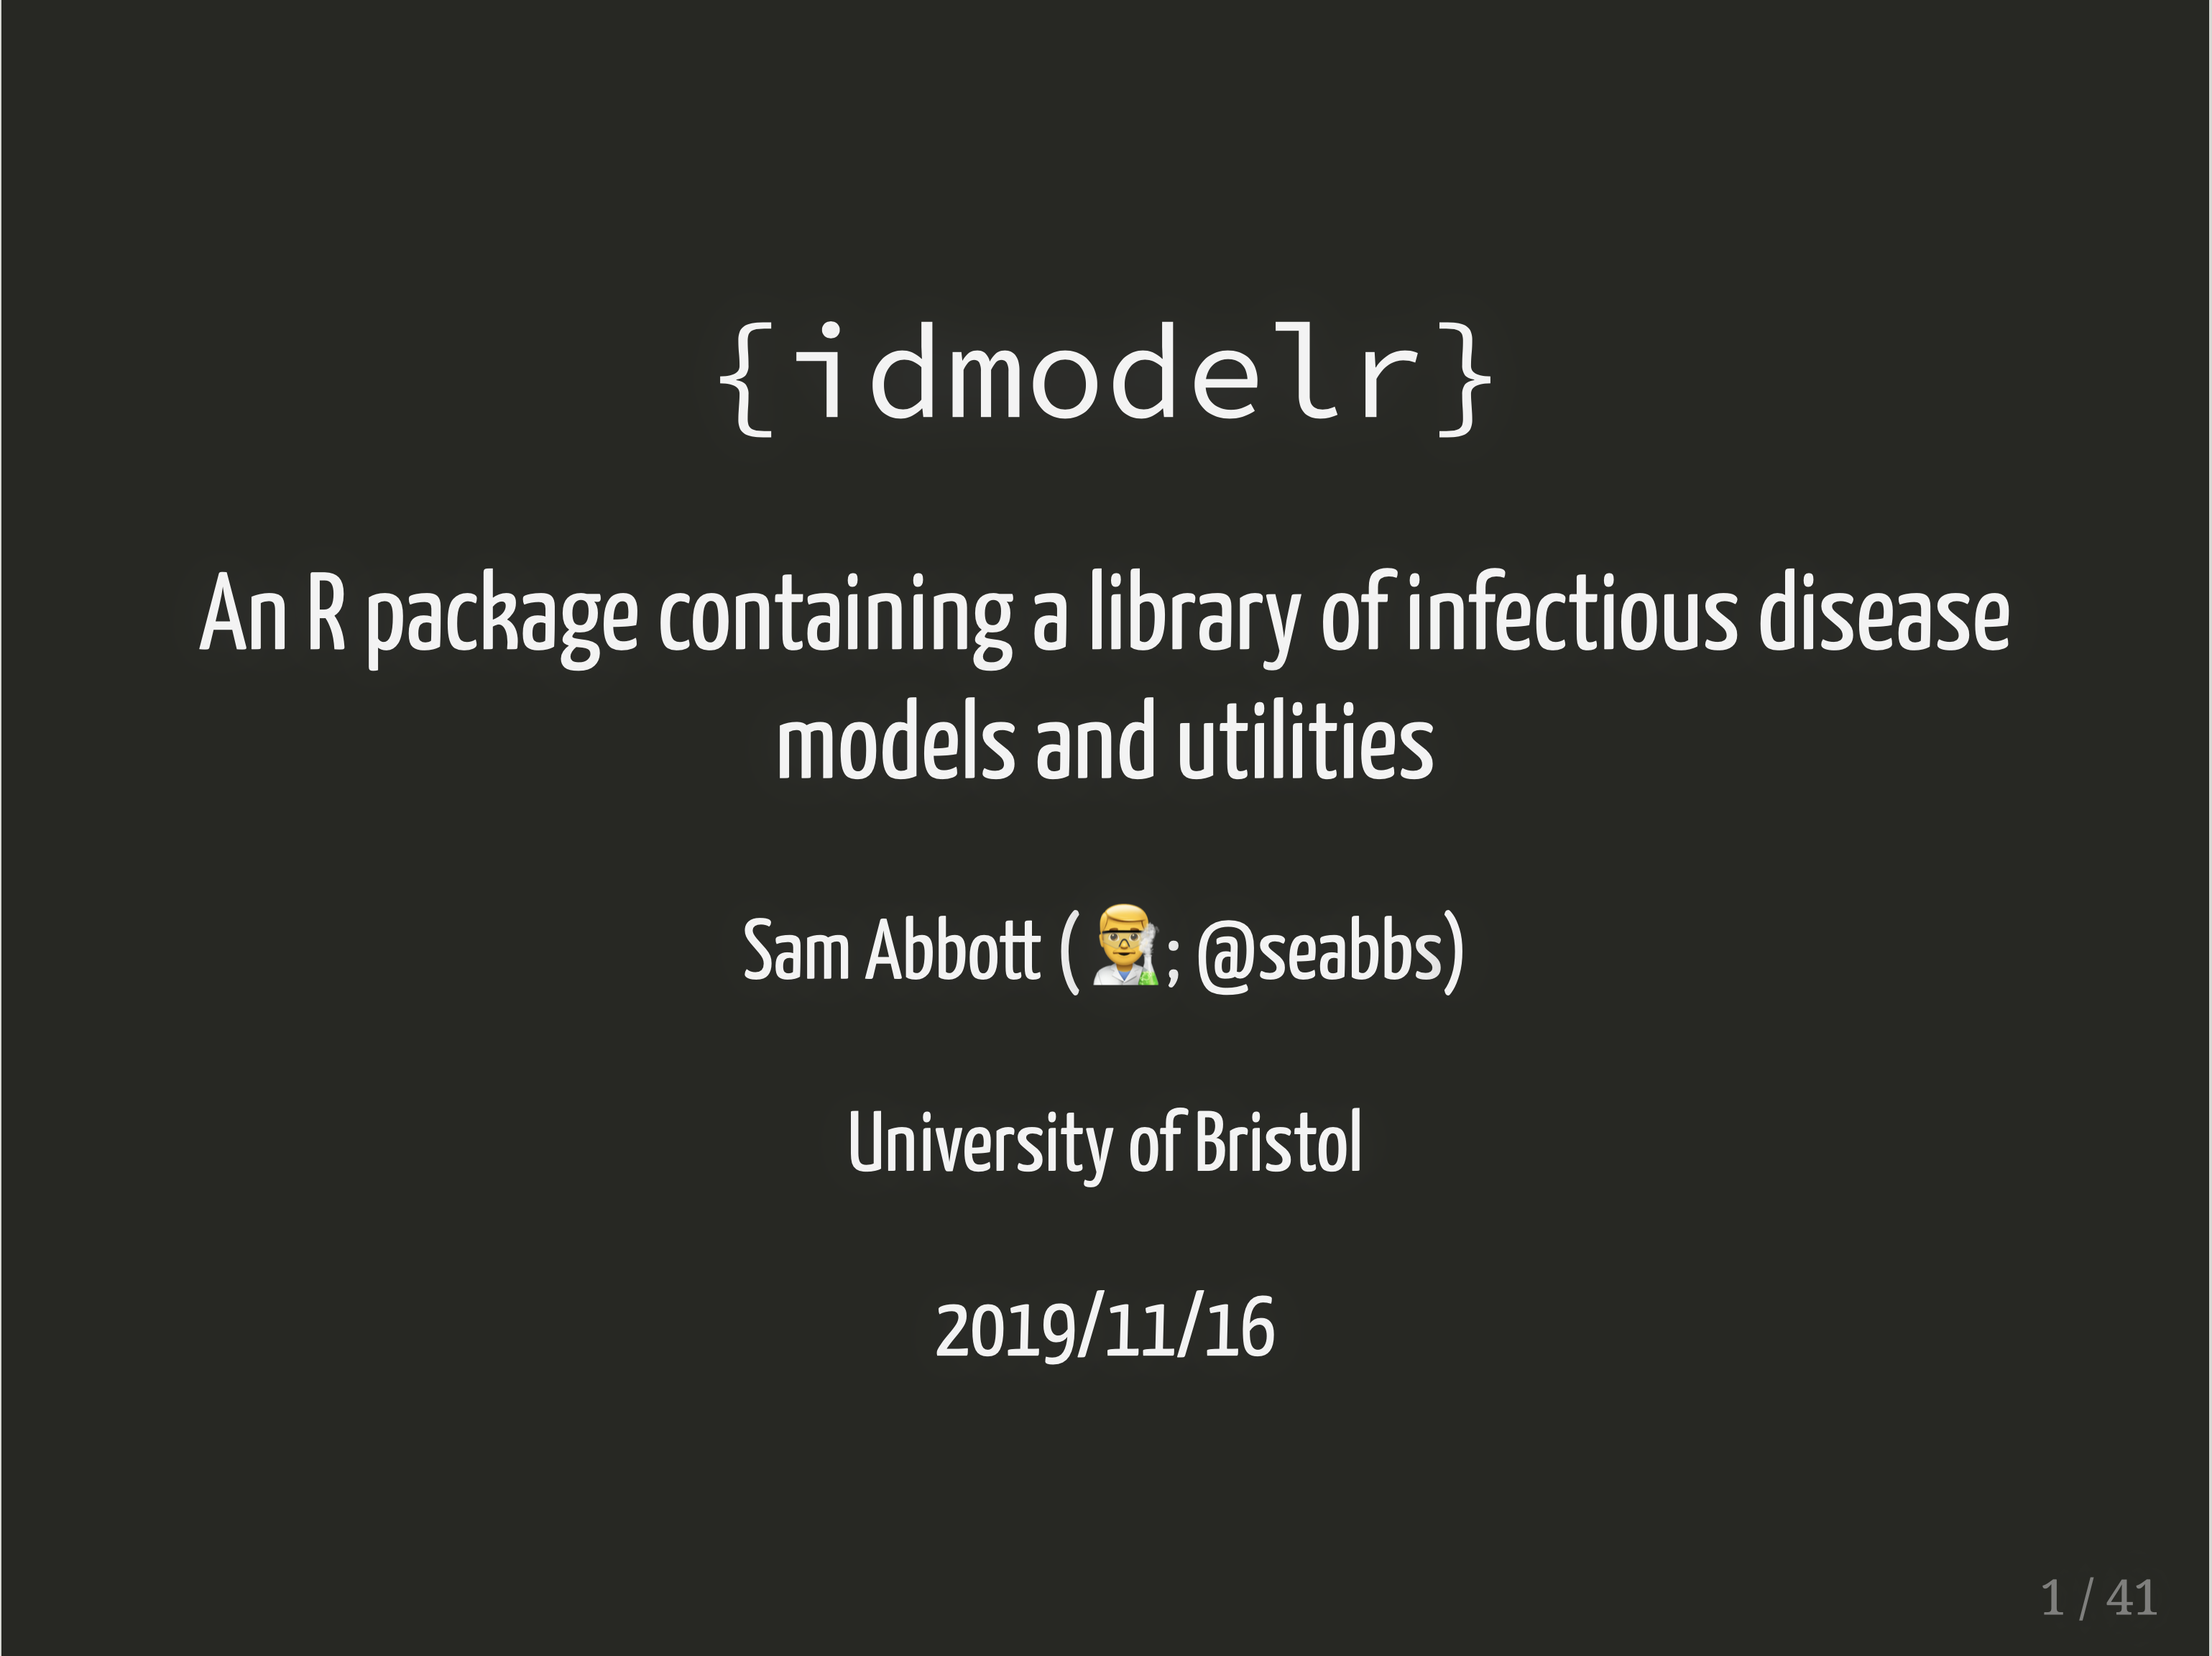 {idmodelr}
An R package containing a library of infectious disease
models and utilities
Sam Abbott (👨‍🔬; @seabbs)
University of Bristol
2019/11/16
1 / 41